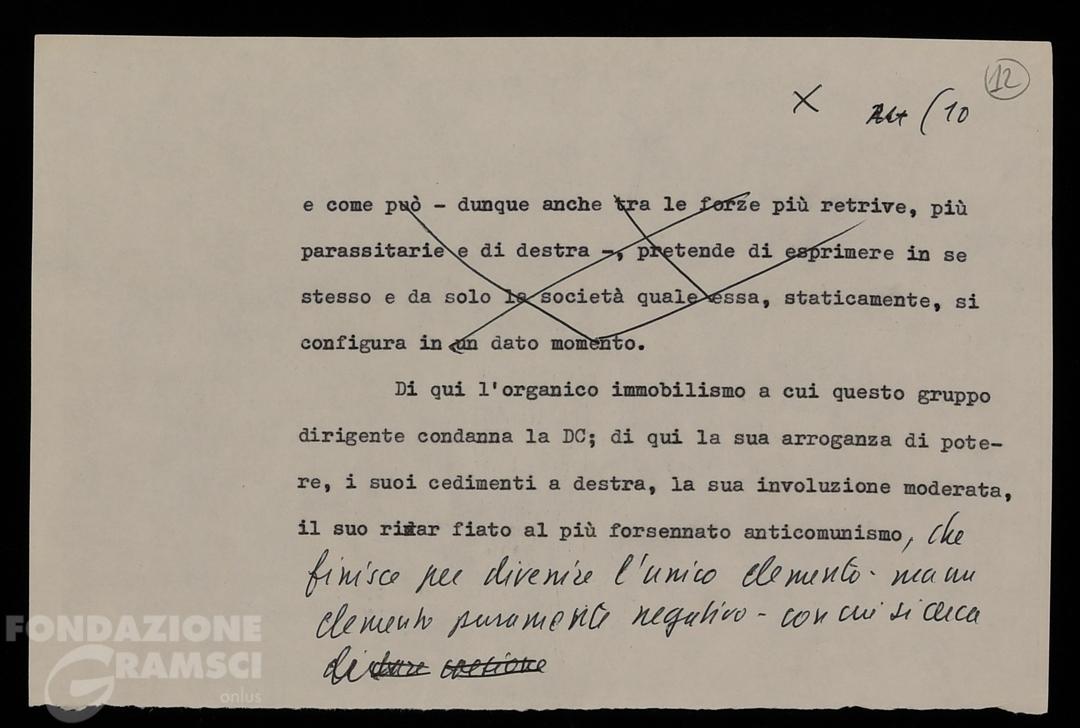 12
(10
e come può - dunque anche tra le forze più retrive, più
parassitarie e di destra -, pretende di esprimere in se
stesso e da solo la società quale essa, staticamente, si
configura in un dato momento.
Di qui l'organico immobilismo a cui questo gruppo
dirigente condanna la DC; di qui la sua arroganza di pote-
re, i suoi cedimenti a destra, la sua involuzione moderata,
il suo ridar fiato al più forsennato anticomunismo, che
finisce per divenire l'unico elemento - ma un
elemento puramente negativo - con cui si cerca
di dare coesione
FONDAZIONE
GRAMSCI
onlus